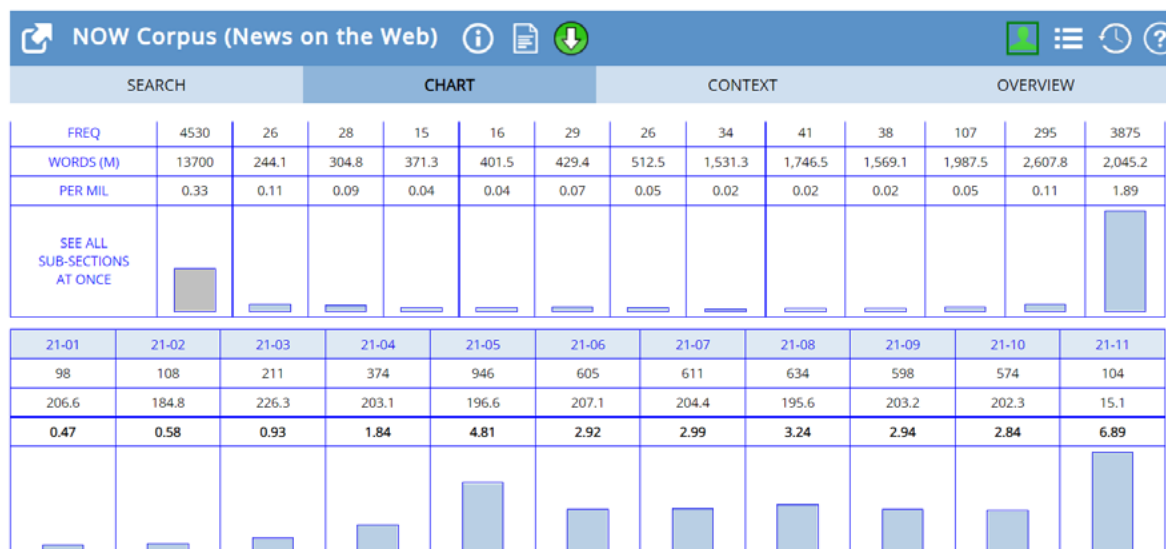 NOW Corpus (News on the Web)
SEARCH CHART CONTEXT OVERVIEW
FREQ 4530 26 28 15 16 29 26 34 41 38 107 295 3875
WORDS (M) 13700 244.1 304.8 371.3 401.5 429.4 512.5 1,531.3 1,746.5 1,569.1 1,987.5 2,607.8 2,045.2
PER MIL 0.33 0.11 0.09 0.04 0.04 0.07 0.05 0.02 0.02 0.02 0.05 0.11 1.89
SEE ALL
SUB-SECTIONS
AT ONCE
21-01 21-02 21-03 21-04 21-05 21-06 21-07 21-08 21-09 21-10 21-11
98 108 211 374 946 605 611 634 598 574 104
206.6 184.8 226.3 203.1 196.6 207.1 204.4 195.6 203.2 202.3 15.1
0.47 0.58 0.93 1.84 4.81 2.92 2.99 3.24 2.94 2.84 6.89